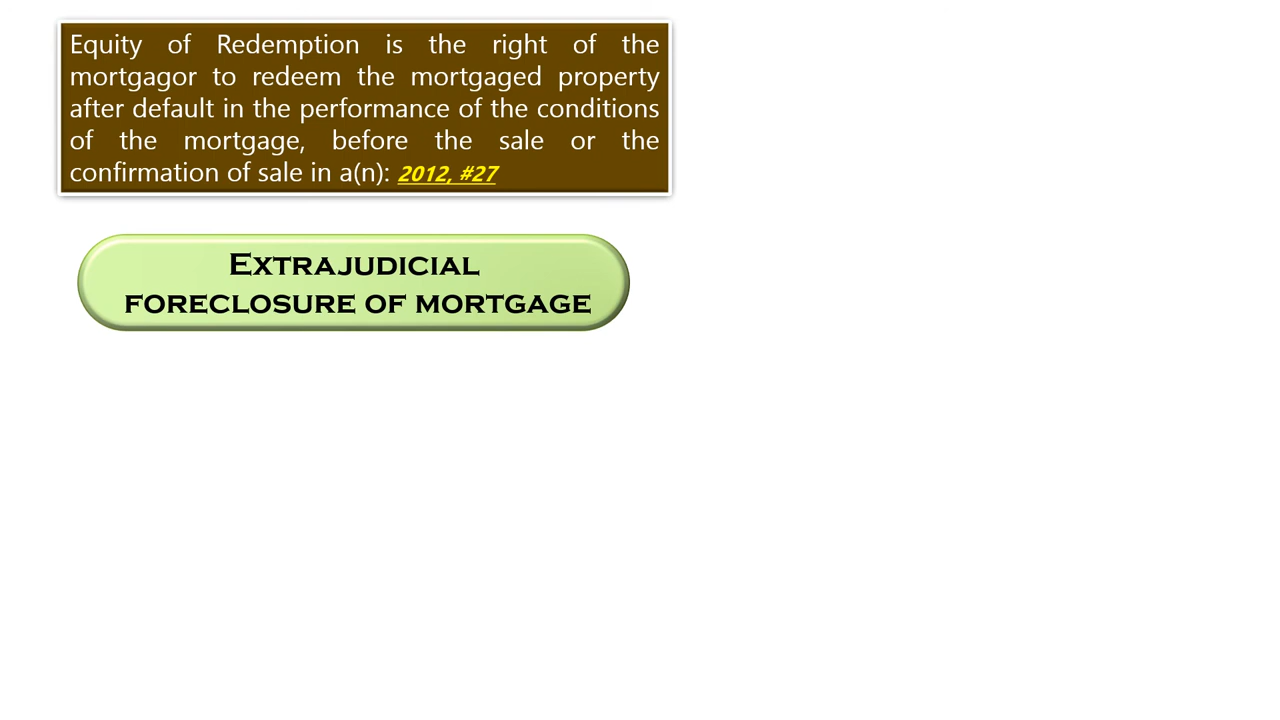 Equity of Redemption is the right of the
mortgagor to redeem the mortgaged property
after default in the performance of the conditions
of the mortgage, before the sale or the
confirmation of sale in a(n): 2012, #27
EXTRAJUDICIAL
FORECLOSURE OF MORTGAGE